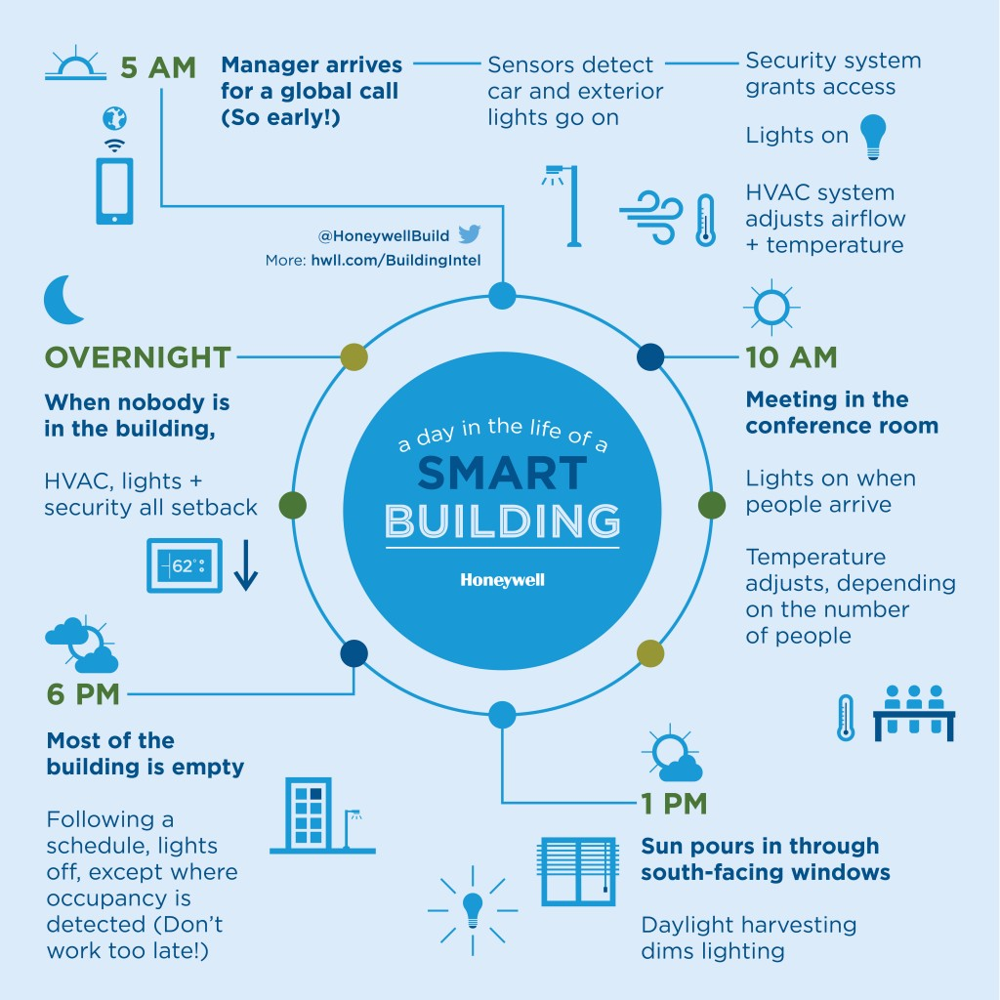 5 AM
Manager arrives
for a global call
(So early!)
Sensors detect
car and exterior
lights go on
Security system
grants access
Lights on
HVAC system
adjusts airflow
+ temperature
@HoneywellBuild
More: hwll.com/BuildingIntel
10 AM
Meeting in the
conference room
Lights on when
people arrive
Temperature
adjusts, depending
on the number
of people
1 PM
Sun pours in through
south-facing windows
Daylight harvesting
dims lighting
6 PM
Most of the
building is empty
Following a
schedule, lights
off, except where
occupancy is
detected (Don't
work too late!)
OVERNIGHT
When nobody is
in the building,
HVAC, lights +
security all setback
62°
a day in the life of a
SMART
BUILDING
Honeywell